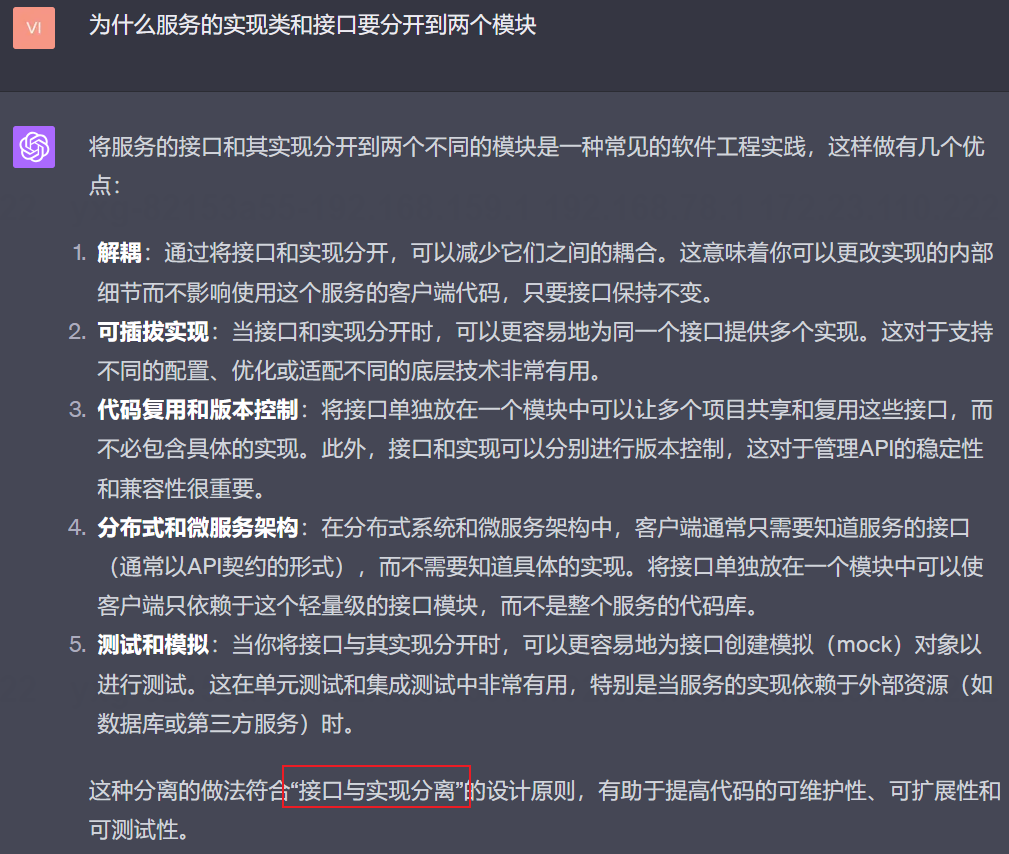 VI
为什么服务的实现类和接口要分开到两个模块
将服务的接口和其实现分开到两个不同的模块是一种常见的软件工程实践，这样做有几个优
点：
1. 解耦：通过将接口和实现分开，可以减少它们之间的耦合。这意味着你可以更改实现的内部
细节而不影响使用这个服务的客户端代码，只要接口保持不变。
2. 可插拔实现：当接口和实现分开时，可以更容易地为同一个接口提供多个实现。这对于支持
不同的配置、优化或适配不同的底层技术非常有用。
3. 代码复用和版本控制：将接口单独放在一个模块中可以让多个项目共享和复用这些接口，而
不必包含具体的实现。此外，接口和实现可以分别进行版本控制，这对于管理API的稳定性
和兼容性很重要。
4. 分布式和微服务架构：在分布式系统和微服务架构中，客户端通常只需要知道服务的接口
（通常以API契约的形式），而不需要知道具体的实现。将接口单独放在一个模块中可以使
客户端只依赖于这个轻量级的接口模块，而不是整个服务的代码库。
5. 测试和模拟：当你将接口与其实现分开时，可以更容易地为接口创建模拟（mock）对象以
进行测试。这在单元测试和集成测试中非常有用，特别是当服务的实现依赖于外部资源（如
数据库或第三方服务）时。
这种分离的做法符合“接口与实现分离”的设计原则，有助于提高代码的可维护性、可扩展性和
可测试性。